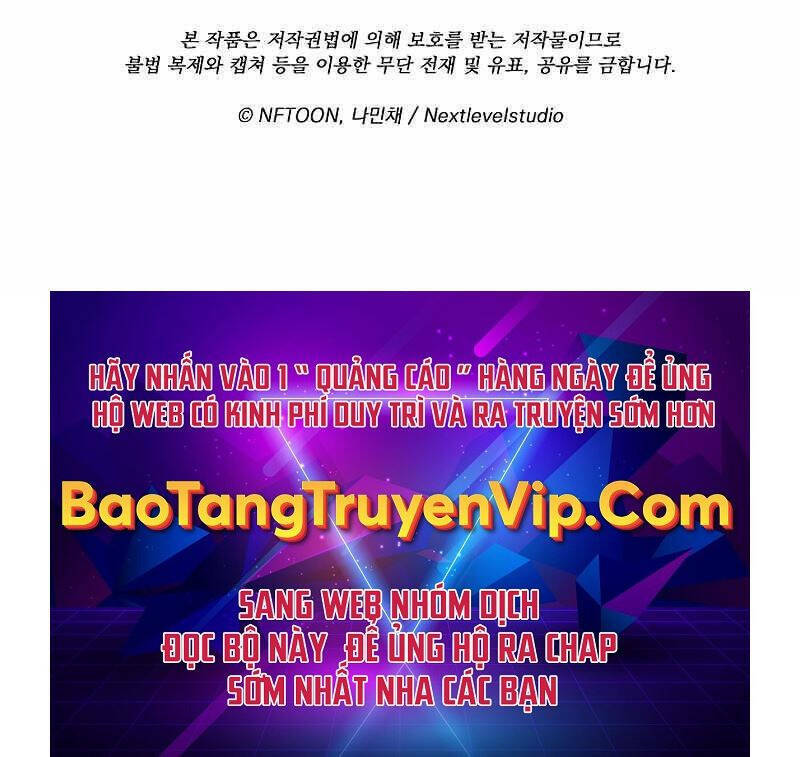 본 작품은 저작권법에 의해 보호를 받는 저작물이므로
불법 복제와 캡쳐 등을 이용한 무단 전재 및 유포, 공유를 금합니다.
© NFTOON, 나민채 / Nextlevelstudio
HÃY NHẤN VÀO 1 “ QUẢNG CÁO ” HÀNG NGÀY ĐỂ ỦNG
HỘ WEB CÓ KINH PHÍ DUY TRÌ VÀ RA TRUYỆN SỚM HƠN
BaoTangTruyenVip.Com
SANG WEB NHÓM DỊCH
ĐỌC BỘ NÀY ĐỂ ỦNG HỘ RA CHAP
SỚM NHẤT NHA CÁC BẠN